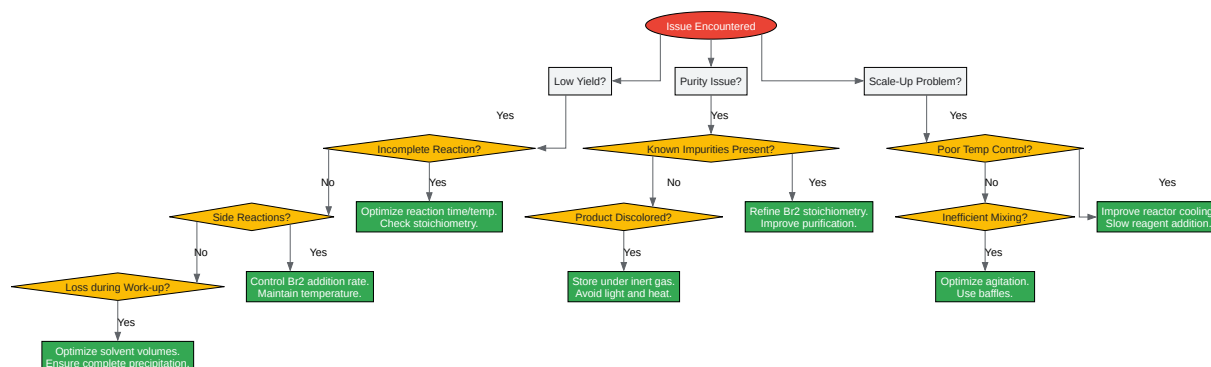 Issue Encountered
Low Yield?
Purity Issue?
Scale-Up Problem?
Yes
Yes
Yes
Incomplete Reaction?
Known Impurities Present?
Poor Temp Control?
No
Yes
No
Yes
No
Yes
Side Reactions?
Optimize reaction time/temp.
Check stoichiometry.
Product Discolored?
Refine Br2 stoichiometry.
Improve purification.
Inefficient Mixing?
Improve reactor cooling
Slow reagent addition.
No
Yes
Yes
Yes
Loss during Work-up?
Control Br2 addition rate.
Maintain temperature.
Store under inert gas.
Avoid light and heat.
Optimize agitation.
Use baffles.
Yes
Optimize solvent volumes.
Ensure complete precipitation.